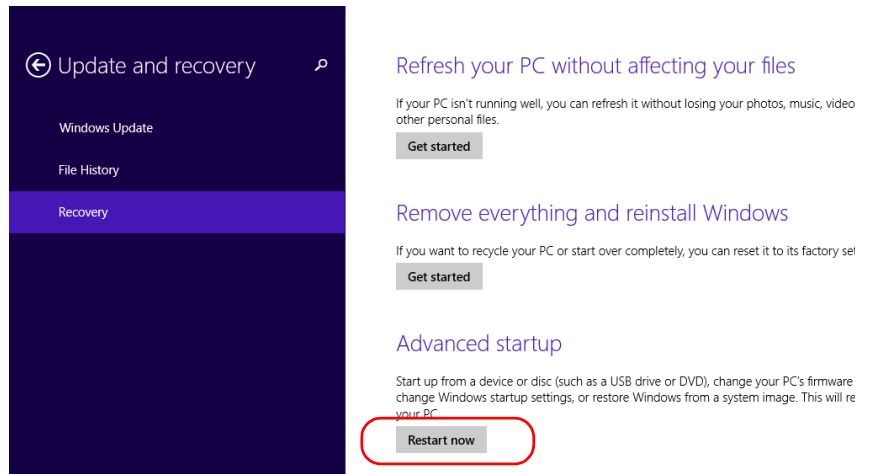 Update and recovery
Windows Update
File History
Recovery
Refresh your PC without affecting your files
If your PC isn't running well, you can refresh it without losing your photos, music, video
other personal files.
Get started
Remove everything and reinstall Windows
If you want to recycle your PC or start over completely, you can reset it to its factory
Get started
Advanced startup
Start up from a device or disc (such as a USB drive or DVD), change your PC's firmware
change Windows startup settings, or restore Windows from a system image. This will
your PC.
Restart now